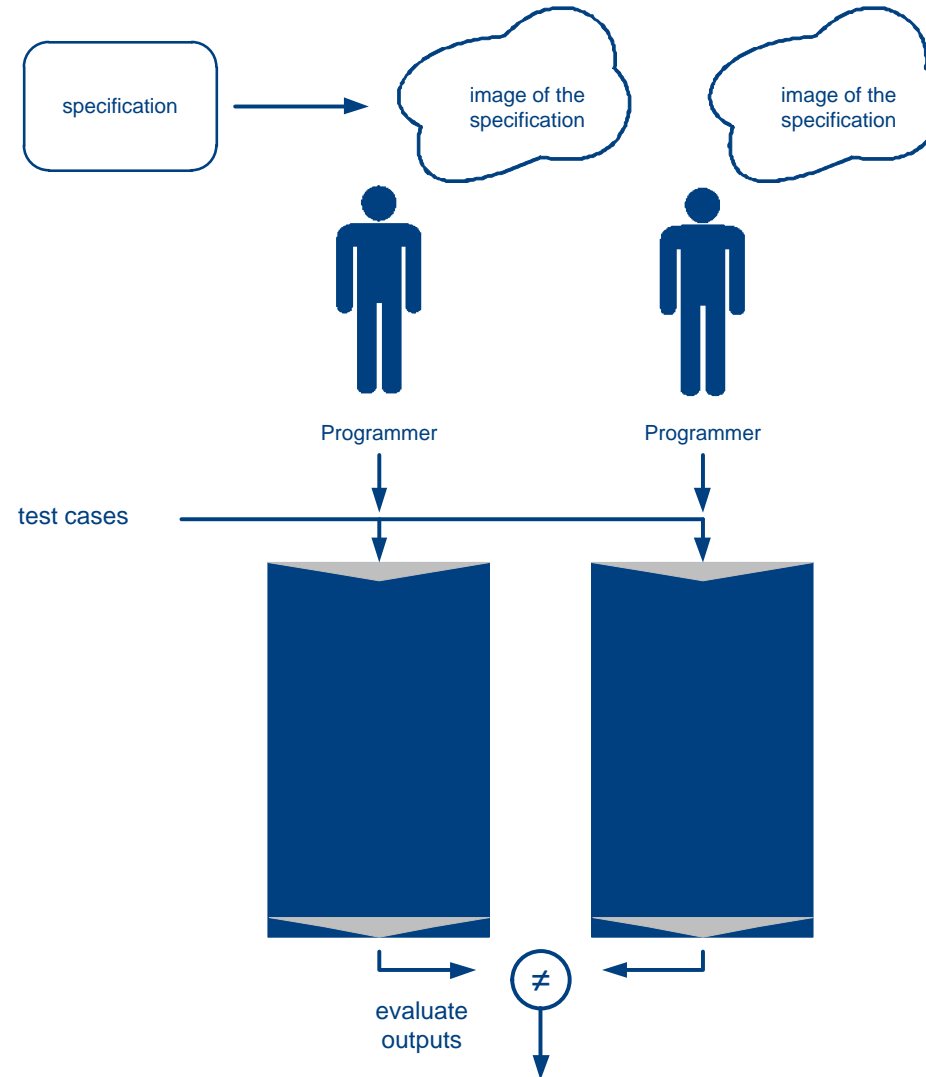 specification
image of the
specification
image of the
specification
Programmer
Programmer
test cases
≠
evaluate
outputs